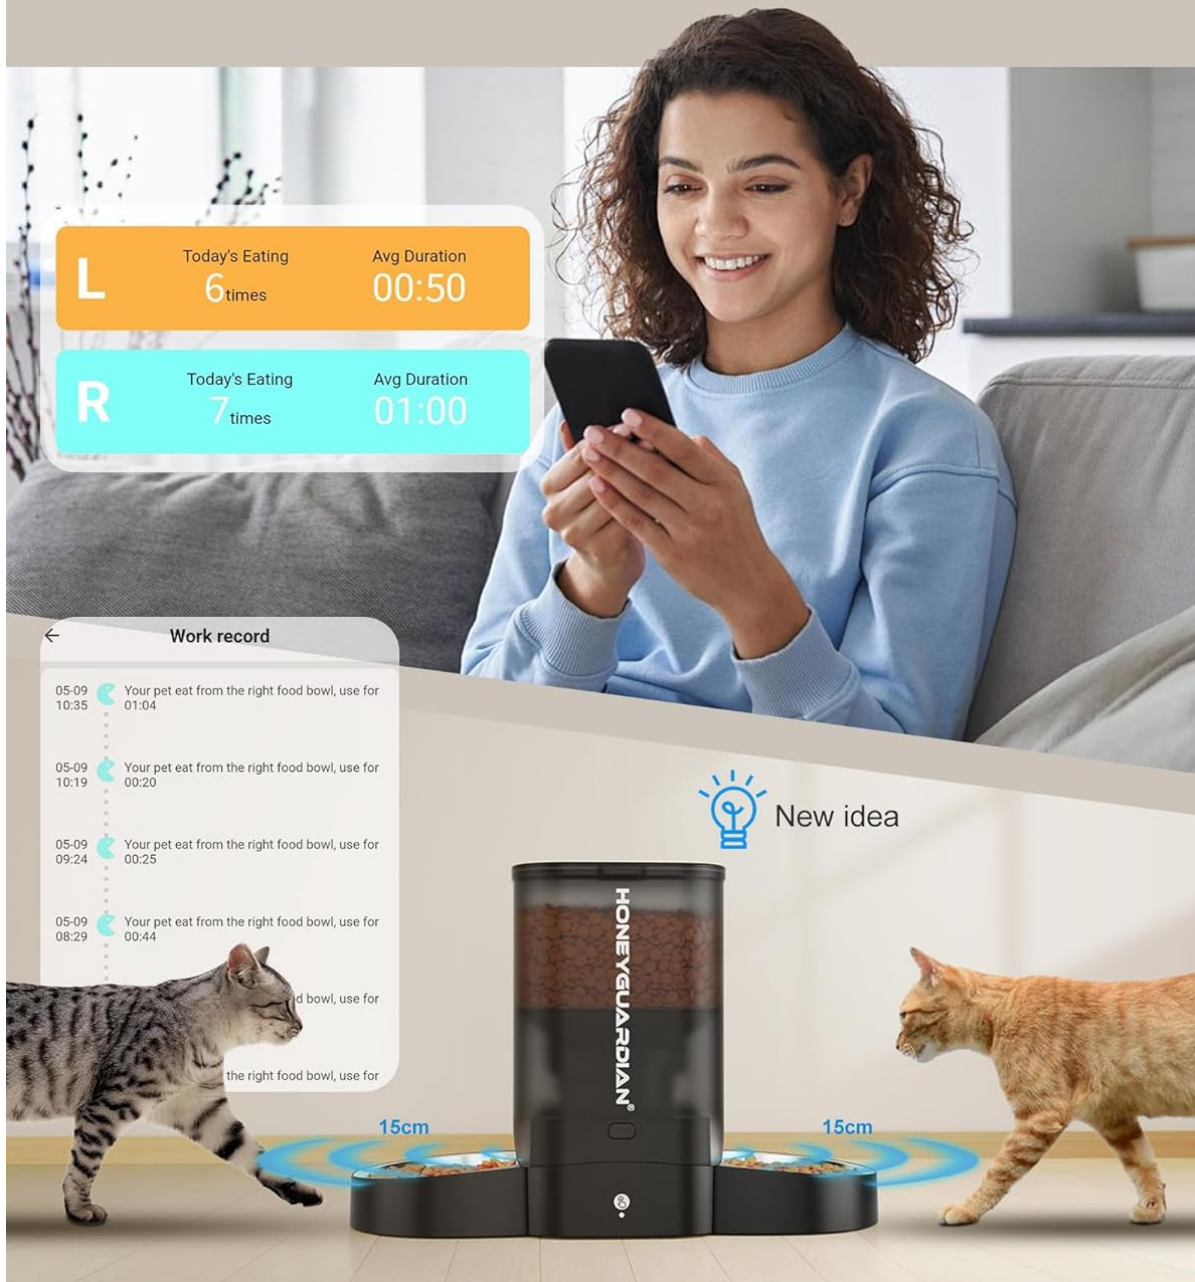 L
Today's Eating
6 times
Avg Duration
00:50
R
Today's Eating
7 times
Avg Duration
01:00
Work record
05-09
10:35
Your pet eat from the right food bowl, use for
01:04
05-09
10:19
Your pet eat from the right food bowl, use for
00:20
05-09
09:24
Your pet eat from the right food bowl, use for
00:25
05-09
08:29
Your pet eat from the right food bowl, use for
00:44
bowl, use for
the right food bowl, use for
New idea
HONEYGUARDIAN®
15cm
15cm